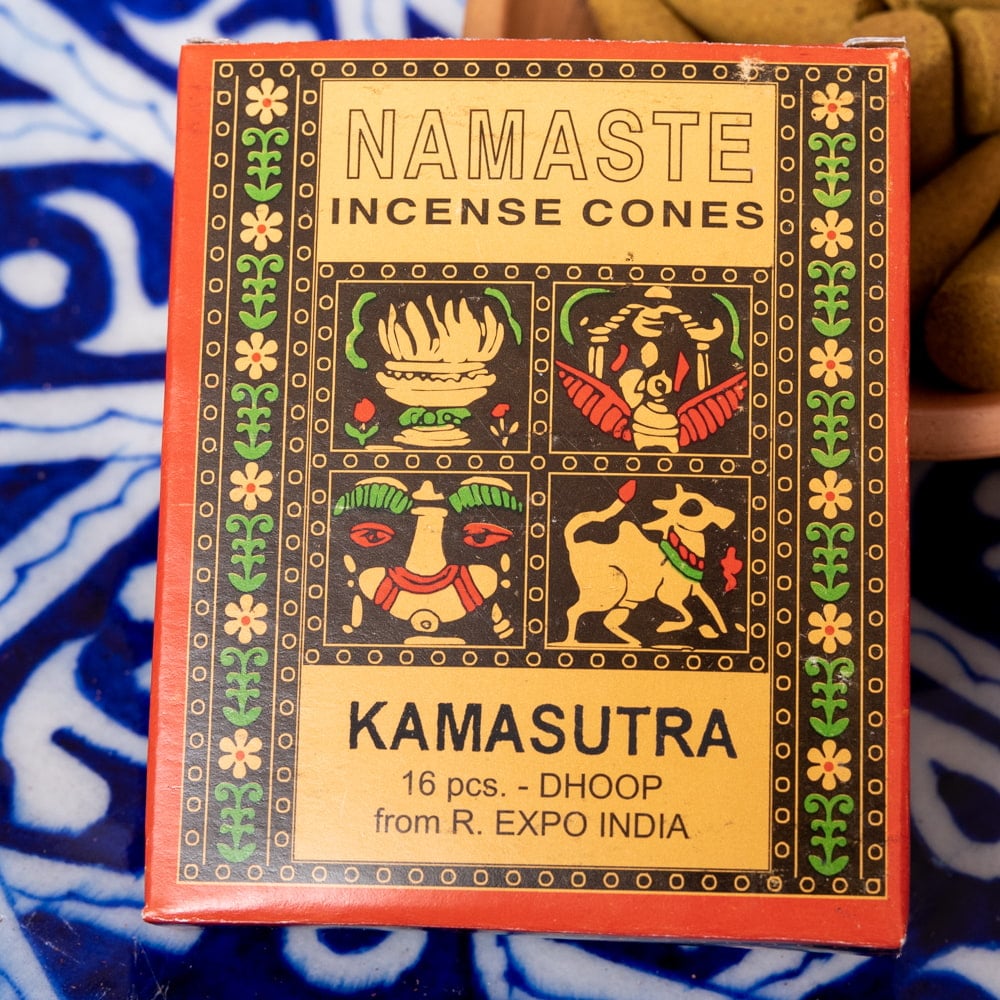 NAMASTE
INCENSE CONES
KAMASUTRA
16 pcs. - DHOOP
from R. EXPO INDIA